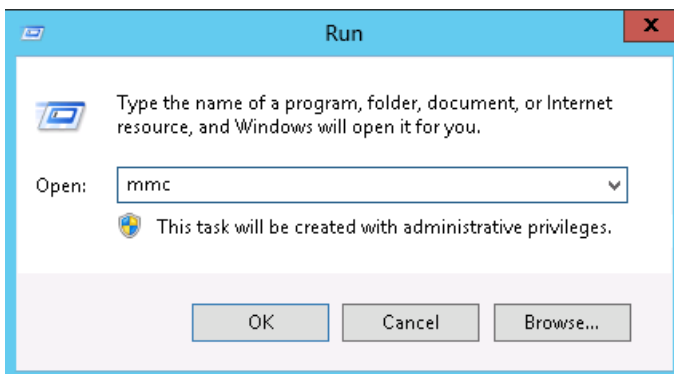 Run
x
Type the name of a program, folder, document, or Internet
resource, and Windows will open it for you.
Open: mmc
This task will be created with administrative privileges.
OK Cancel Browse...